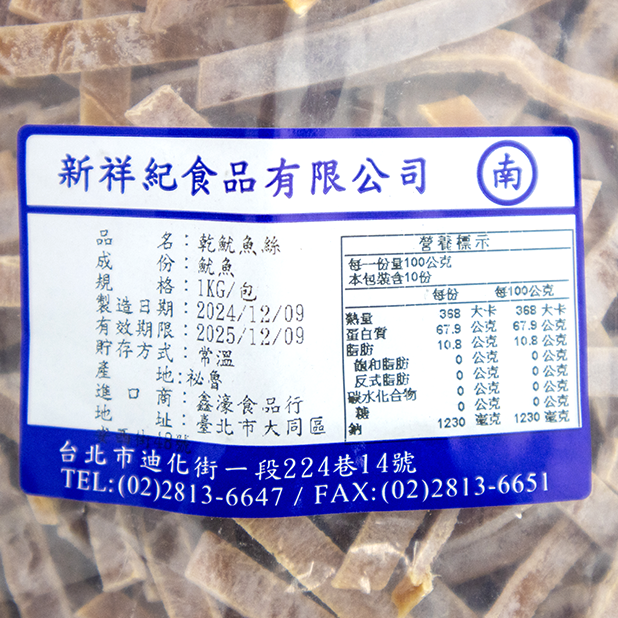 新祥紀食品有限公司 南
品名：乾魷魚絲
成份：魷魚
規格：1KG/包
製造日期：2024/12/09
有效期限：2025/12/09
貯存方式：常溫
產地:祕魯
進口商：鑫濠食品行
地址：臺北市大同區
營養標示
每一份量100公克
本包裝含10份
每份 每100公克
熱量 368 大卡 368 大卡
蛋白質 67.9 公克 67.9 公克
脂肪 10.8 公克 10.8 公克
飽和脂肪 0 公克 0 公克
反式脂肪 0 公克 0 公克
碳水化合物 0 公克 0 公克
糖 0 公克 0 公克
鈉 1230 毫克 1230 毫克
台北市迪化街一段224巷14號
TEL:(02)2813-6647 / FAX:(02)2813-6651